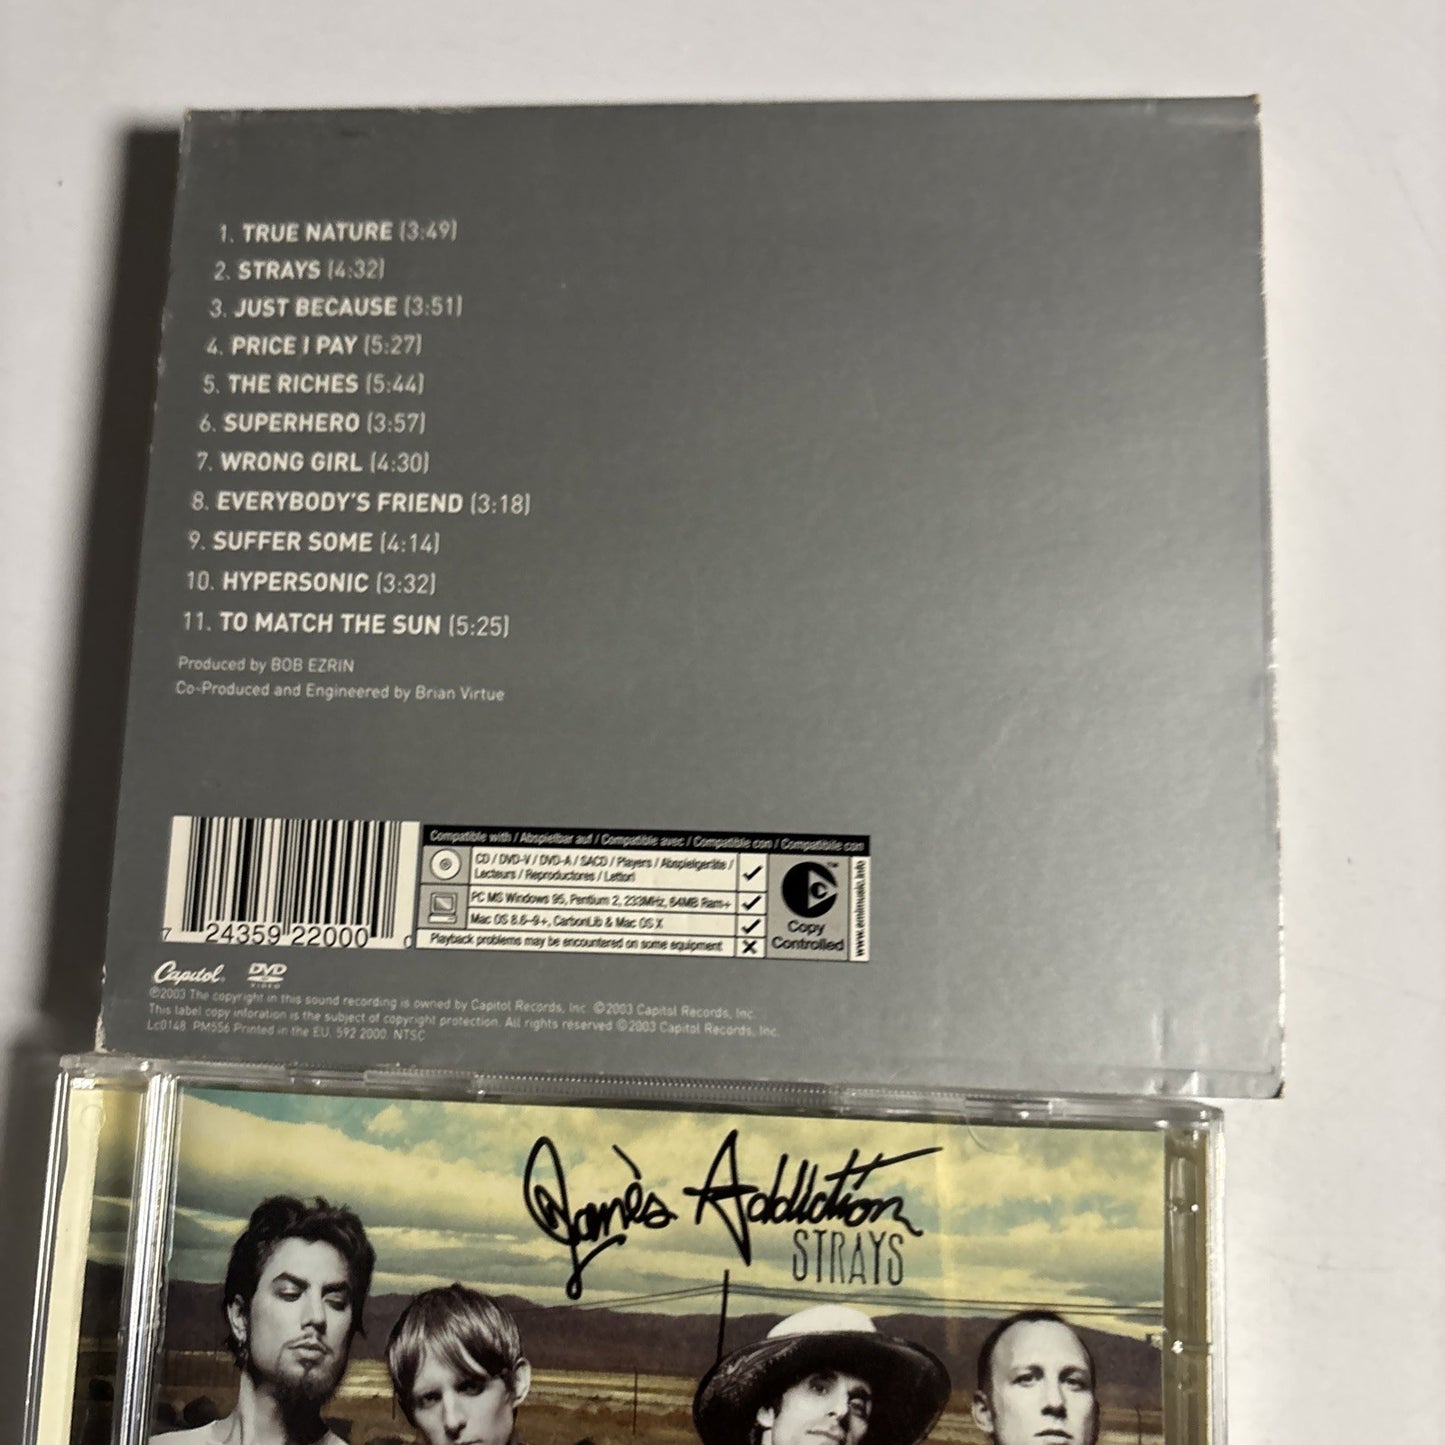 1. TRUE NATURE (3:49)
2. STRAYS (4:32)
3. JUST BECAUSE (3:51)
4. PRICE I PAY (5:27)
5. THE RICHES (5:44)
6. SUPERHERO (3:57)
7. WRONG GIRL (4:30)
8. EVERYBODY'S FRIEND (3:18)
9. SUFFER SOME (4:14)
10. HYPERSONIC (3:32)
11. TO MATCH THE SUN (5:25)
Produced by BOB EZRIN
Co-Produced and Engineered by Brian Virtue
Compatible with / Abspielbar auf / Compatible avec / Compatible con / Compatibile con
CD / DVD-V / DVD-A / SACD / Players / Abspielgeräte /
Lecteurs / Reproductores / Lettori
PC MS Windows 95, Pentium 2, 233MHz, 64MB Ram+
Mac OS 8.6-9+, CarbonLib & Mac OS X
Playback problems may be encountered on some equipment
Copy
Controlled
TM
www.emimusic.info
7 24359 22000 0
Capitol. DVD
VIDEO
℗2003 The copyright in this sound recording is owned by Capitol Records, Inc. ©2003 Capitol Records, Inc.
This label copy inforation is the subject of copyright protection. All rights reserved ©2003 Capitol Records, Inc.
Lc0148 PM556 Printed in the EU. 592 2000. NTSC
Jane's Addiction
STRAYS